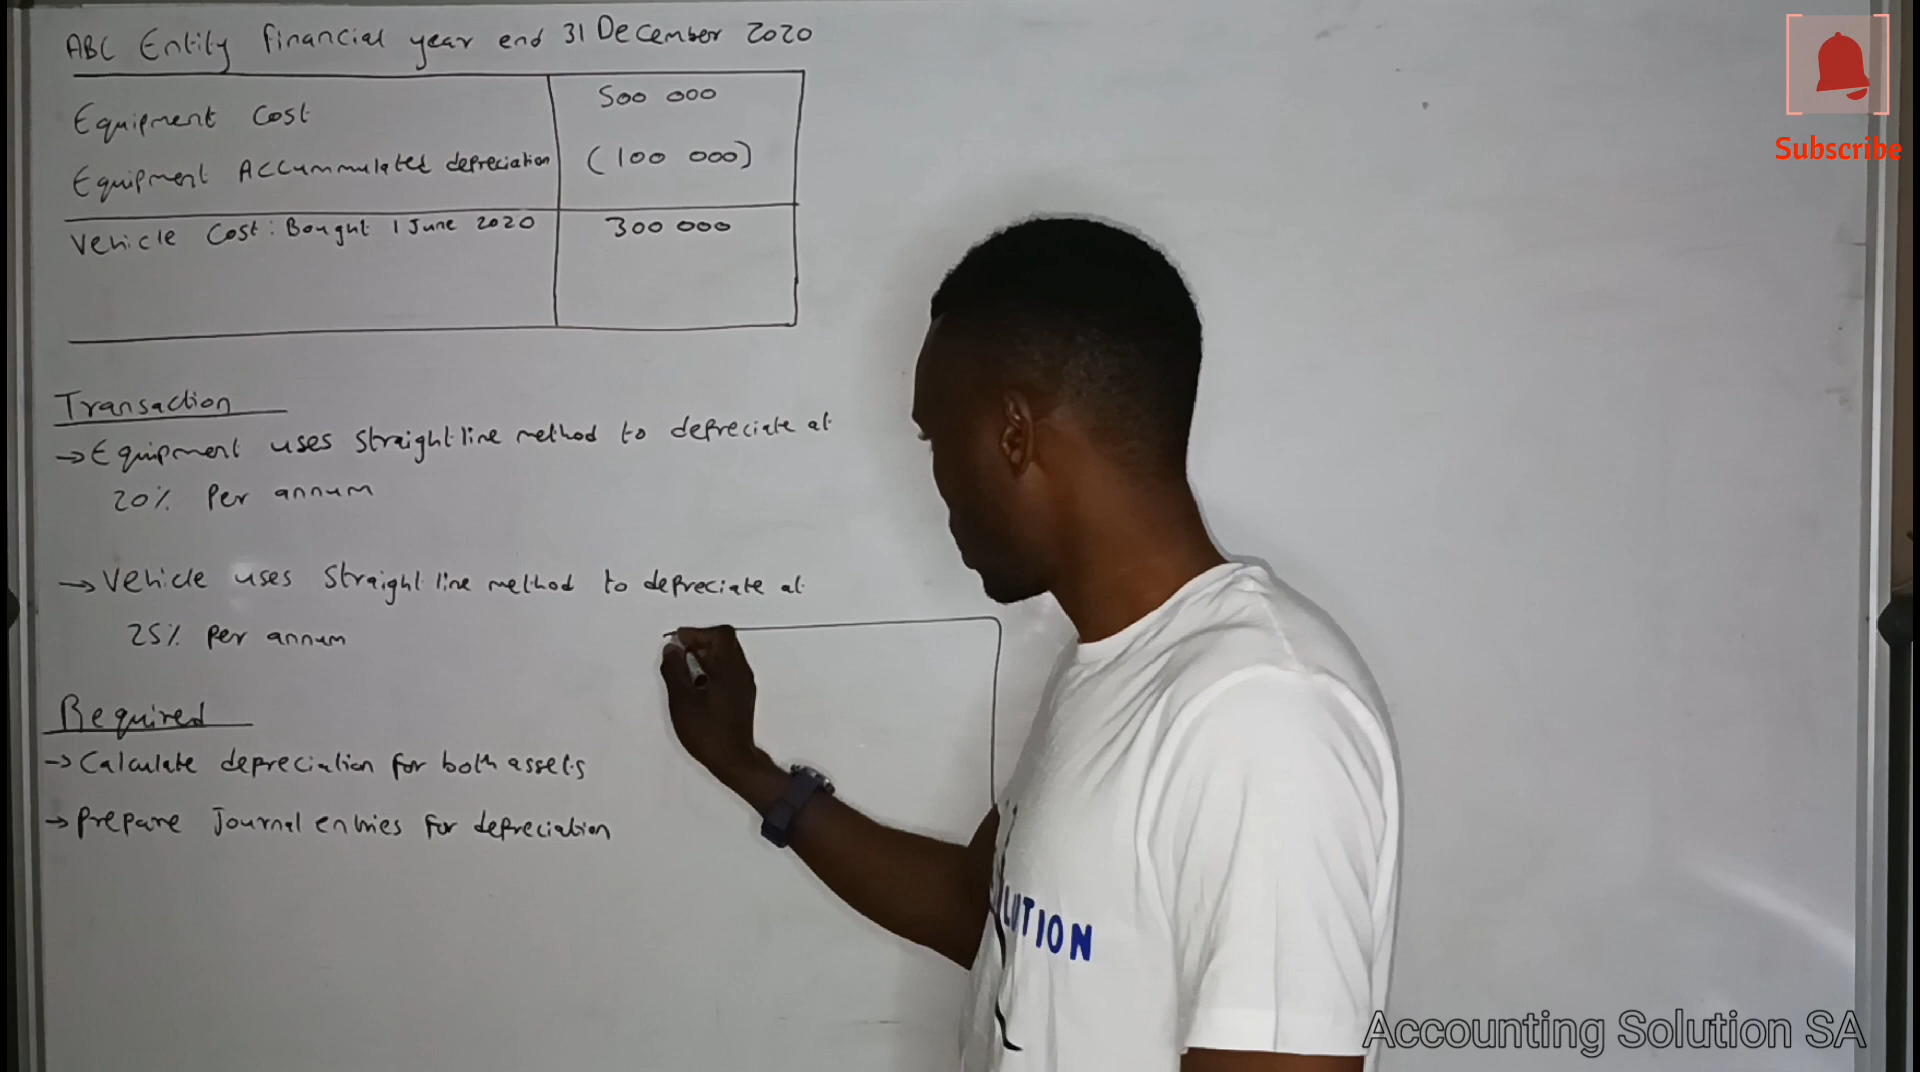 ABC Entity financial year end 31 December 2020
Equipment Cost 500 000
Equipment Accummulated depreciation (100 000)
Vehicle Cost: Bought 1 June 2020 300 000
Transaction
→ Equipment uses straight line method to depreciate at
20% Per annum
→ Vehicle uses straight line method to depreciate at
25% Per annum
Required
→ Calculate depreciation for both assets
→ Prepare Journal entries for depreciation
Subscribe
LUTION
Accounting Solution SA